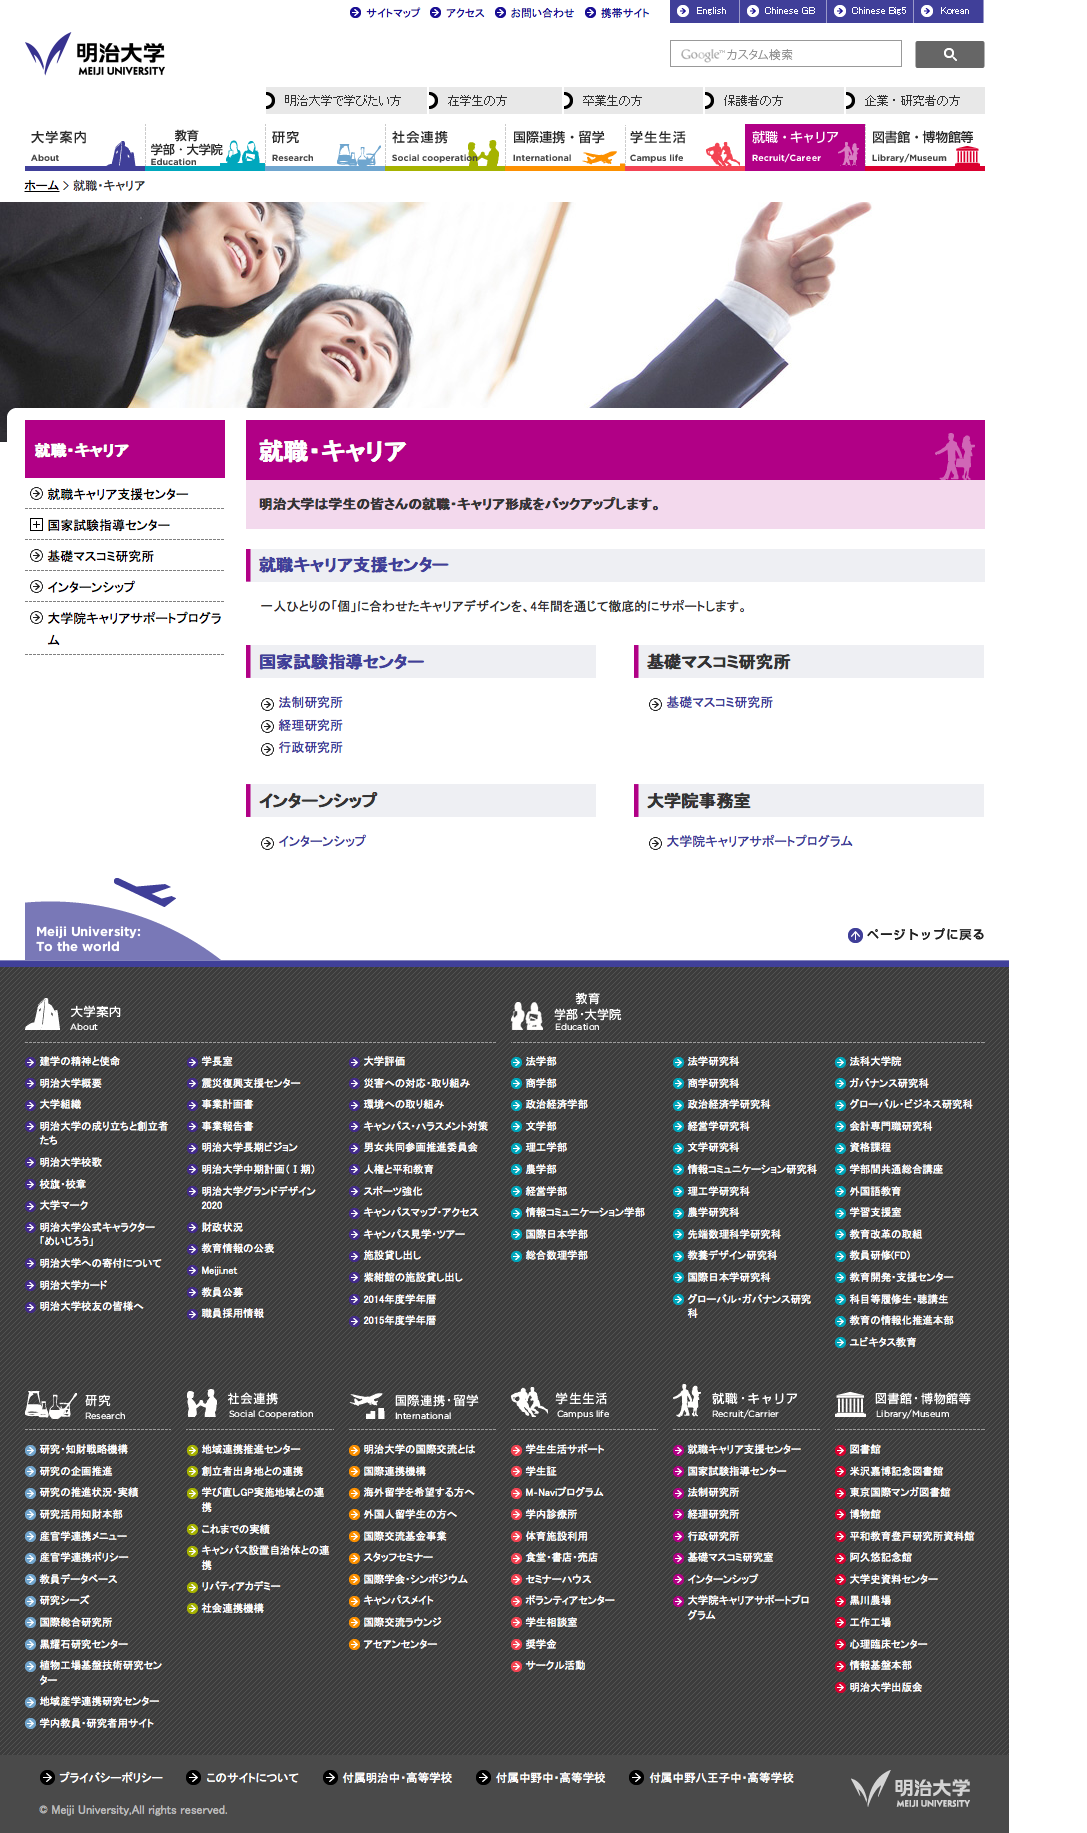 サイトマップ アクセス お問い合わせ 携帯サイト English Chinese GB Chinese Big5 Korean
明治大学
MEIJI UNIVERSITY
Google™ カスタム検索
明治大学で学びたい方 在学生の方 卒業生の方 保護者の方 企業・研究者の方
大学案内
About
教育
学部・大学院
Education
研究
Research
社会連携
Social cooperation
国際連携・留学
International
学生生活
Campus life
就職・キャリア
Recruit/Career
図書館・博物館等
Library/Museum
ホーム > 就職・キャリア
就職・キャリア
就職キャリア支援センター
国家試験指導センター
基礎マスコミ研究所
インターンシップ
大学院キャリアサポートプログラ
ム
就職・キャリア
明治大学は学生の皆さんの就職・キャリア形成をバックアップします。
就職キャリア支援センター
一人ひとりの「個」に合わせたキャリアデザインを、4年間を通じて徹底的にサポートします。
国家試験指導センター
法制研究所
経理研究所
行政研究所
基礎マスコミ研究所
基礎マスコミ研究所
インターンシップ
インターンシップ
大学院事務室
大学院キャリアサポートプログラム
Meiji University:
To the world
ページトップに戻る
大学案内
About
建学の精神と使命
明治大学概要
大学組織
明治大学の成り立ちと創立者
たち
明治大学校歌
校旗・校章
大学マーク
明治大学公式キャラクター
「めいじろう」
明治大学への寄付について
明治大学カード
明治大学校友の皆様へ
学長室
震災復興支援センター
事業計画書
事業報告書
明治大学長期ビジョン
明治大学中期計画(Ⅰ期)
明治大学グランドデザイン
2020
財政状況
教育情報の公表
Meiji.net
教員公募
職員採用情報
大学評価
災害への対応・取り組み
環境への取り組み
キャンパス・ハラスメント対策
男女共同参画推進委員会
人権と平和教育
スポーツ強化
キャンパスマップ・アクセス
キャンパス見学・ツアー
施設貸し出し
紫紺館の施設貸し出し
2014年度学年暦
2015年度学年暦
教育
学部・大学院
Education
法学部
商学部
政治経済学部
文学部
理工学部
農学部
経営学部
情報コミュニケーション学部
国際日本学部
総合数理学部
法学研究科
商学研究科
政治経済学研究科
経営学研究科
文学研究科
情報コミュニケーション研究科
理工学研究科
農学研究科
先端数理科学研究科
教養デザイン研究科
国際日本学研究科
グローバル・ガバナンス研究
科
法科大学院
ガバナンス研究科
グローバル・ビジネス研究科
会計専門職研究科
資格課程
学部間共通総合講座
外国語教育
学習支援室
教育改革の取組
教員研修(FD)
教育開発・支援センター
科目等履修生・聴講生
教育の情報化推進本部
ユビキタス教育
研究
Research
研究・知財戦略機構
研究の企画推進
研究の推進状況・実績
研究活用知財本部
産官学連携メニュー
産官学連携ポリシー
教員データベース
研究シーズ
国際総合研究所
黒耀石研究センター
植物工場基盤技術研究セン
ター
地域産学連携研究センター
学内教員・研究者用サイト
社会連携
Social Cooperation
地域連携推進センター
創立者出身地との連携
学び直しGP実施地域との連
携
これまでの実績
キャンパス設置自治体との連
携
リバティアカデミー
社会連携機構
国際連携・留学
International
明治大学の国際交流とは
国際連携機構
海外留学を希望する方へ
外国人留学生の方へ
国際交流基金事業
スタッフセミナー
国際学会・シンポジウム
キャンパスメイト
国際交流ラウンジ
アセアンセンター
学生生活
Campus life
学生生活サポート
学生証
M-Naviプログラム
学内診療所
体育施設利用
食堂・書店・売店
セミナーハウス
ボランティアセンター
学生相談室
奨学金
サークル活動
就職・キャリア
Recruit/Carrier
就職キャリア支援センター
国家試験指導センター
法制研究所
経理研究所
行政研究所
基礎マスコミ研究室
インターンシップ
大学院キャリアサポートプロ
グラム
図書館・博物館等
Library/Museum
図書館
米沢嘉博記念図書館
東京国際マンガ図書館
博物館
平和教育登戸研究所資料館
阿久悠記念館
大学史資料センター
黒川農場
工作工場
心理臨床センター
情報基盤本部
明治大学出版会
プライバシーポリシー このサイトについて 付属明治中・高等学校 付属中野中・高等学校 付属中野八王子中・高等学校
明治大学
MEIJI UNIVERSITY
© Meiji University,All rights reserved.